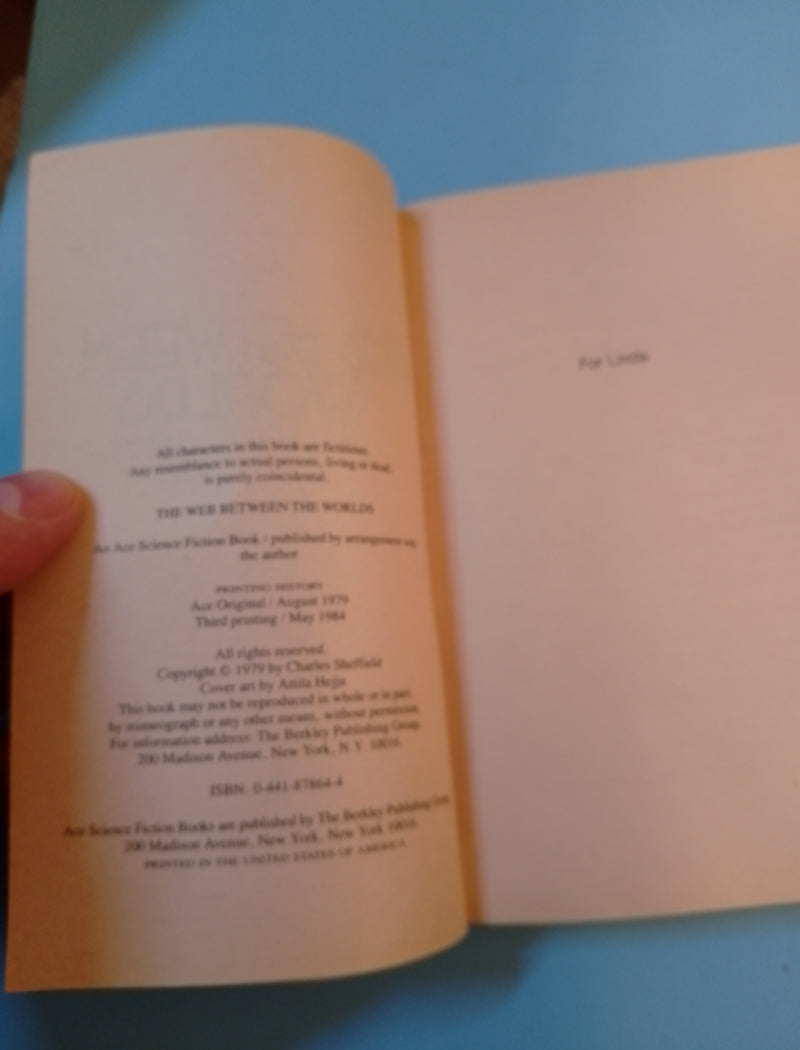 All characters in this book are fictitious.
Any resemblance to actual persons, living or dead,
is purely coincidental.
THE WEB BETWEEN THE WORLDS
An Ace Science Fiction Book / published by arrangement with
the author
PRINTING HISTORY
Ace Original / August 1979
Third printing / May 1984
All rights reserved.
Copyright © 1979 by Charles Sheffield
Cover art by Attila Hejja
This book may not be reproduced in whole or in part,
by mimeograph or any other means, without permission.
For information address: The Berkley Publishing Group,
200 Madison Avenue, New York, N.Y. 10016.
ISBN: 0-441-87864-4
Ace Science Fiction Books are published by The Berkley Publishing Group
200 Madison Avenue, New York, New York 10016.
PRINTED IN THE UNITED STATES OF AMERICA
For Linda